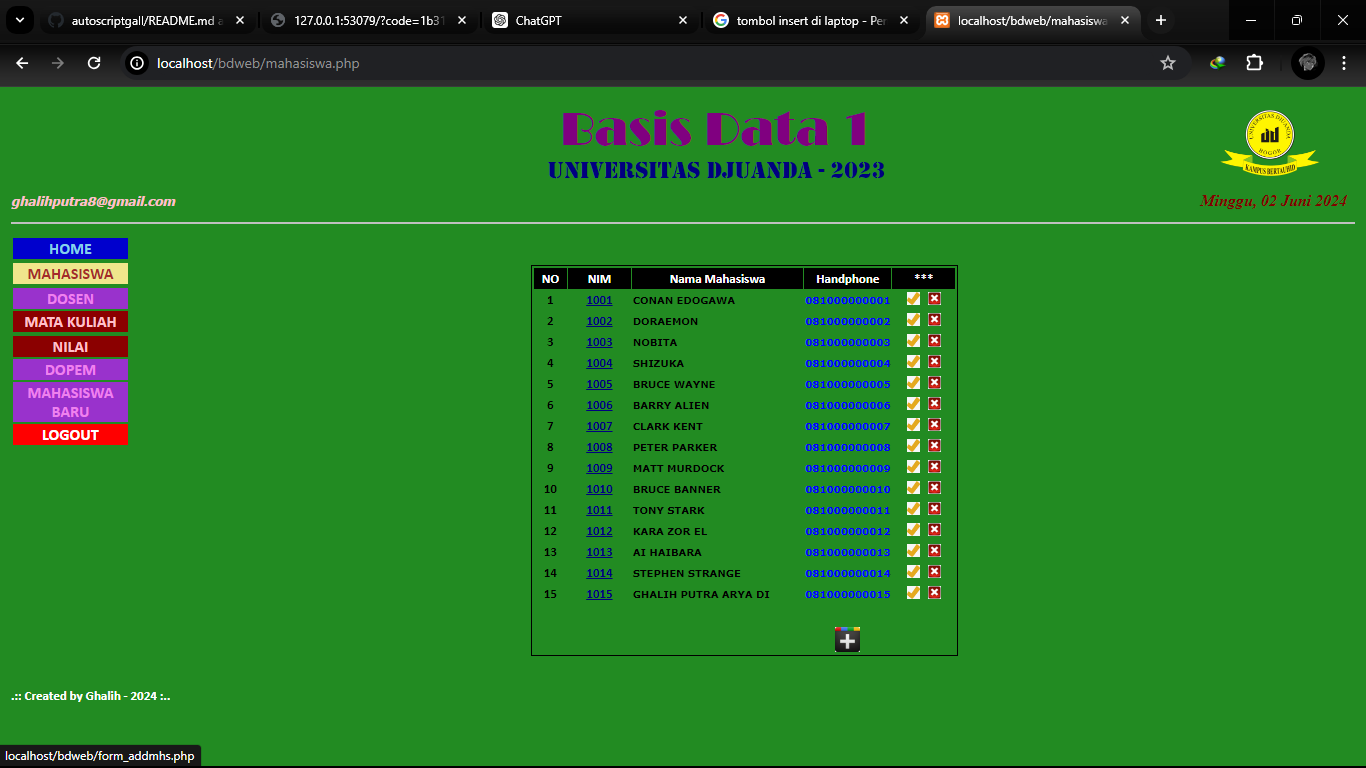 autoscriptgall/README.md a
127.0.0.1:53079/?code=1b31
ChatGPT
tombol insert di laptop - Per
localhost/bdweb/mahasiswa
localhost/bdweb/mahasiswa.php
Basis Data 1
UNIVERSITAS DJUANDA - 2023
UNIVERSITAS DJUANDA
BOGOR
KAMPUS BERTAUHID
ghalihputra8@gmail.com
Minggu, 02 Juni 2024
HOME
MAHASISWA
DOSEN
MATA KULIAH
NILAI
DOPEM
MAHASISWA
BARU
LOGOUT
NO NIM Nama Mahasiswa Handphone ***
1 1001 CONAN EDOGAWA 081000000001
2 1002 DORAEMON 081000000002
3 1003 NOBITA 081000000003
4 1004 SHIZUKA 081000000004
5 1005 BRUCE WAYNE 081000000005
6 1006 BARRY ALIEN 081000000006
7 1007 CLARK KENT 081000000007
8 1008 PETER PARKER 081000000008
9 1009 MATT MURDOCK 081000000009
10 1010 BRUCE BANNER 081000000010
11 1011 TONY STARK 081000000011
12 1012 KARA ZOR EL 081000000012
13 1013 AI HAIBARA 081000000013
14 1014 STEPHEN STRANGE 081000000014
15 1015 GHALIH PUTRA ARYA DI 081000000015
.:: Created by Ghalih - 2024 :..
localhost/bdweb/form_addmhs.php